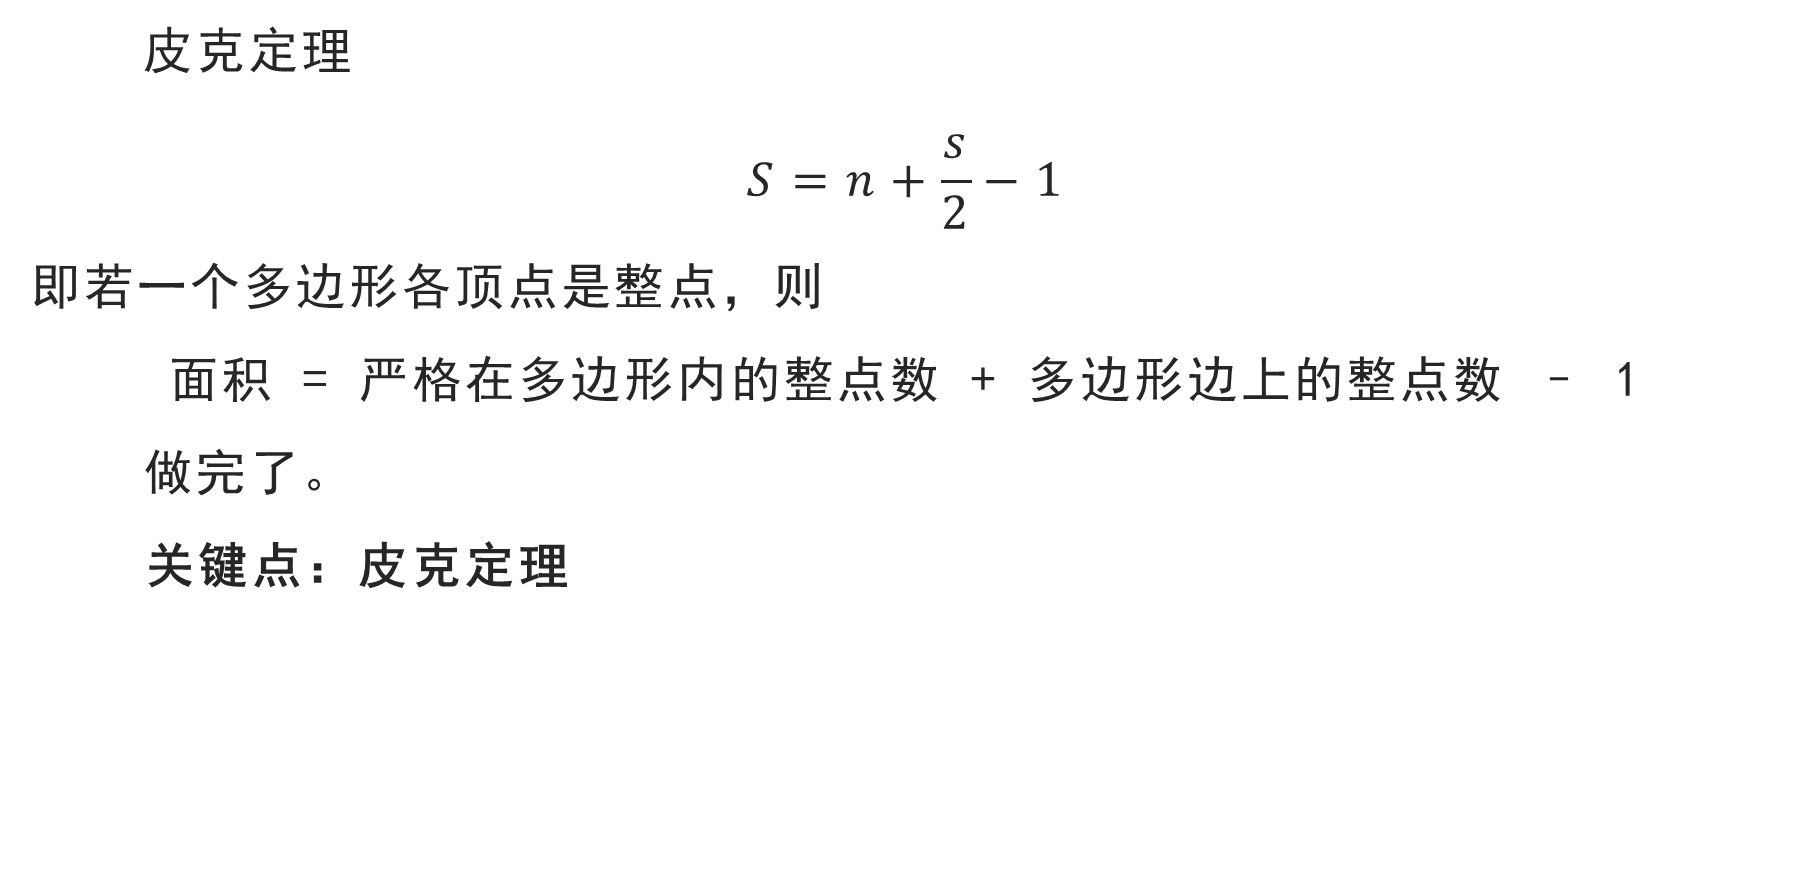 皮克定理
S = n + s/2 − 1
即若一个多边形各顶点是整点，则
面积 = 严格在多边形内的整点数 + 多边形边上的整点数 - 1
做完了。
关键点：皮克定理